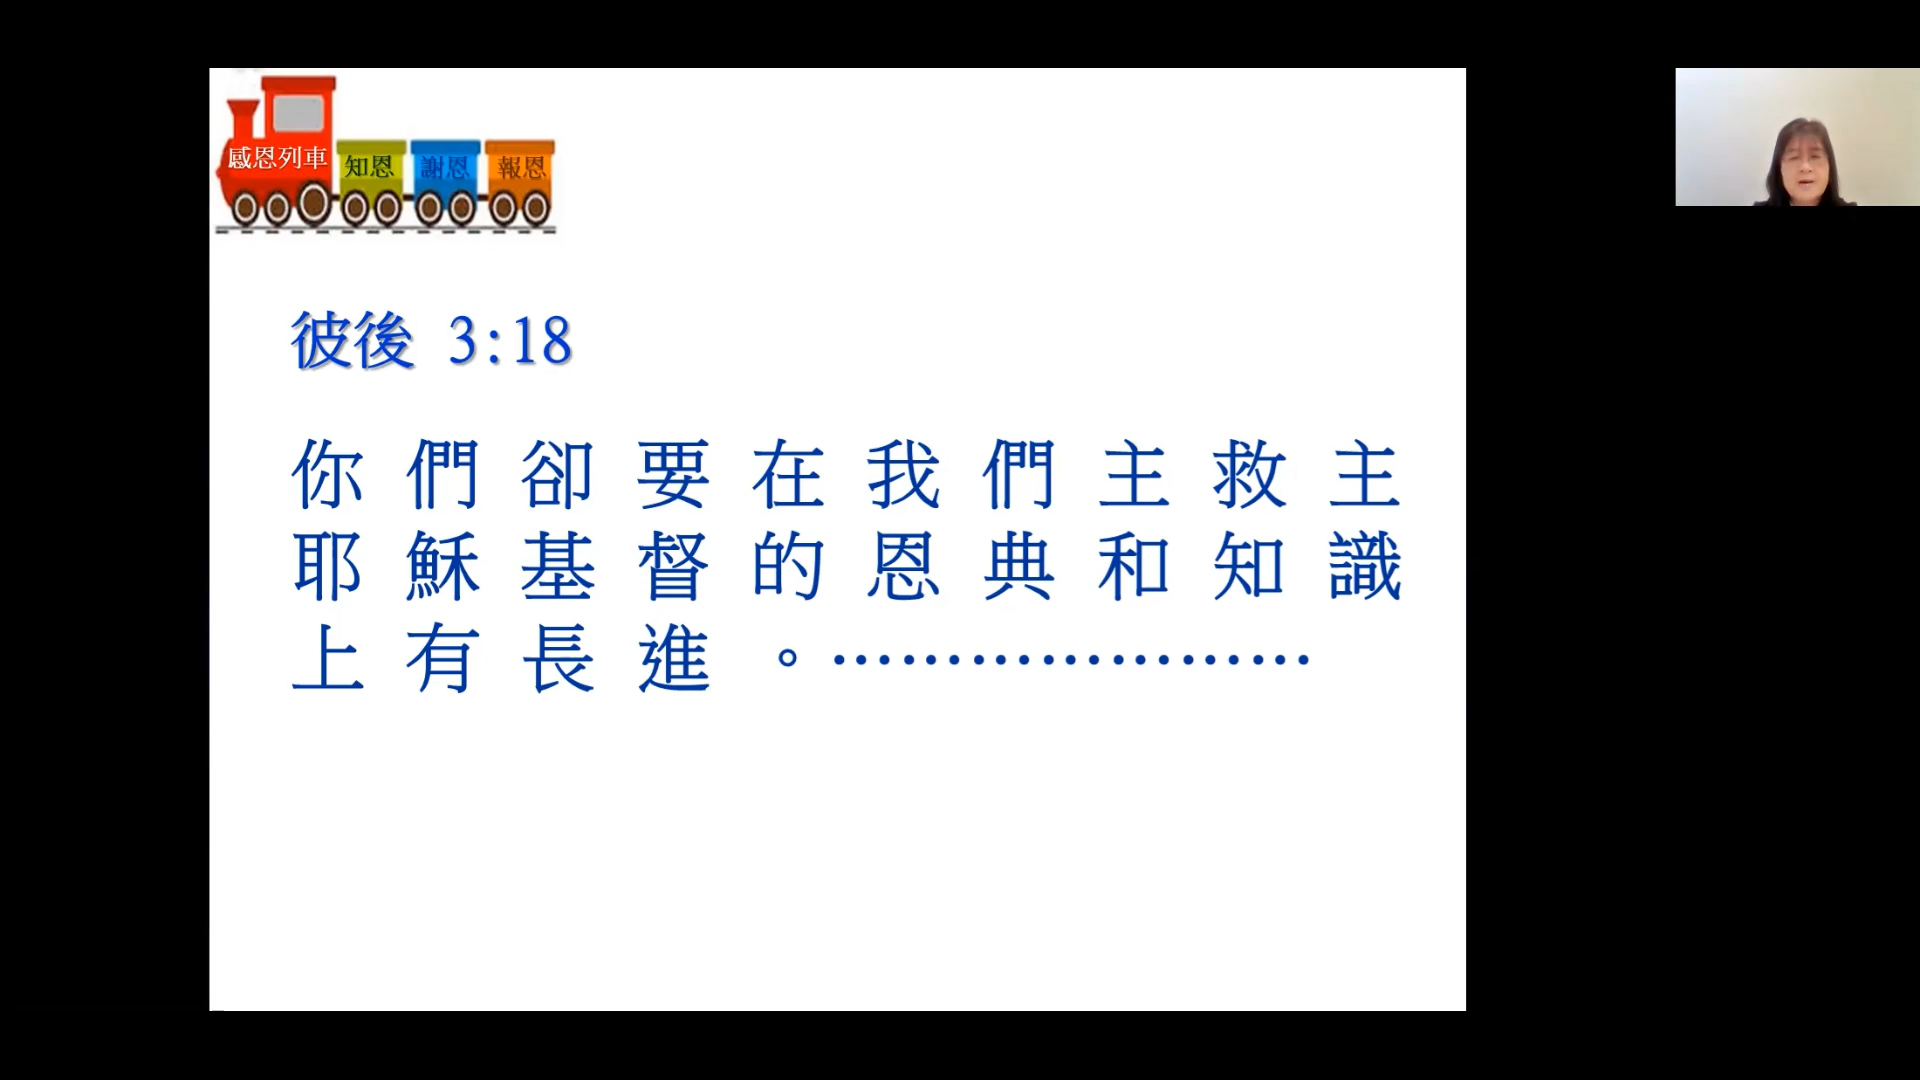 感恩列車 知恩 謝恩 報恩
彼後 3:18
你們卻要在我們主救主
耶穌基督的恩典和知識
上有長進。…………………